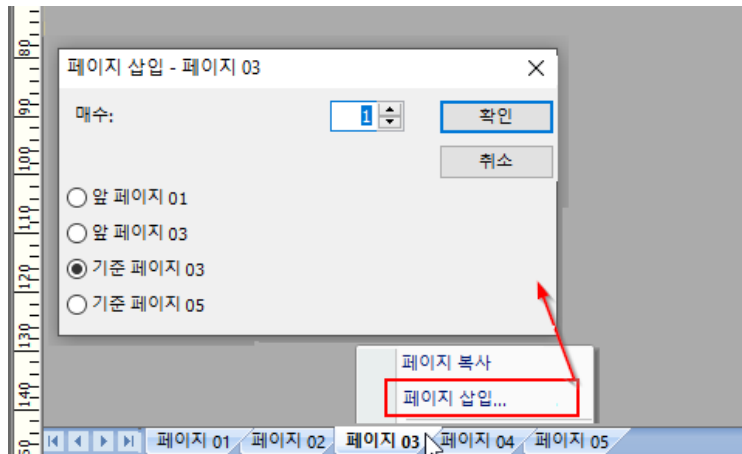 80
페이지 삽입 - 페이지 03
90
매수:
1
확인
100
취소
앞 페이지 01
110
앞 페이지 03
120
기준 페이지 03
기준 페이지 05
130
페이지 복사
140
페이지 삽입...
페이지 01 페이지 02 페이지 03 페이지 04 페이지 05